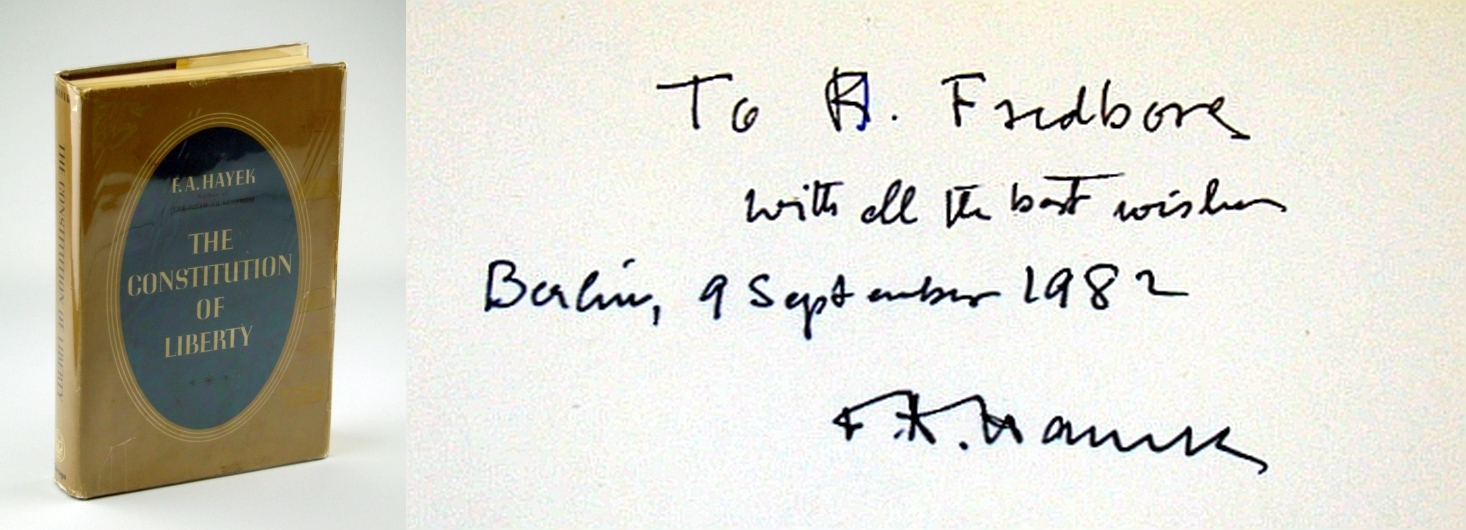 F. A. HAYEK
THE
CONSTITUTION
OF
LIBERTY
THE CONSTITUTION OF LIBERTY
To R. Fredborg
with all the best wishes
Berlin, 9 September 1982
F. A. Hayek